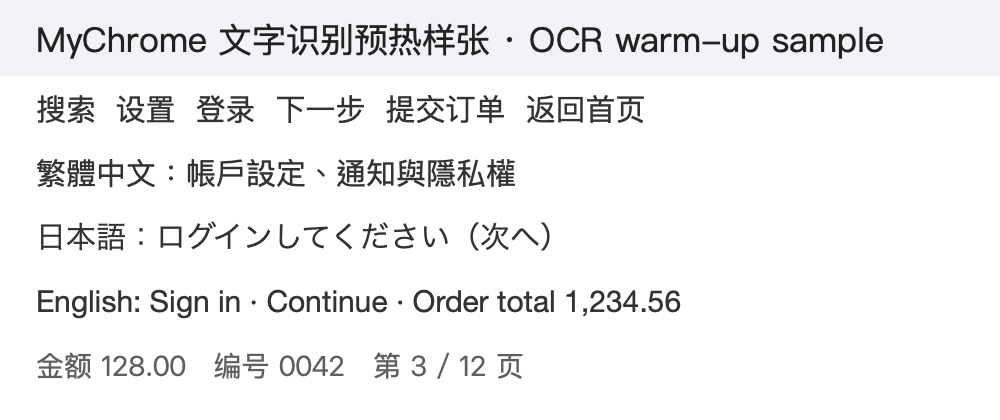 MyChrome 文字识别预热样张 · OCR warm-up sample
搜索 设置 登录 下一步 提交订单 返回首页
繁體中文：帳戶設定、通知與隱私權
日本語：ログインしてください（次へ）
English: Sign in · Continue · Order total 1,234.56
金额 128.00 编号 0042 第 3 / 12 页